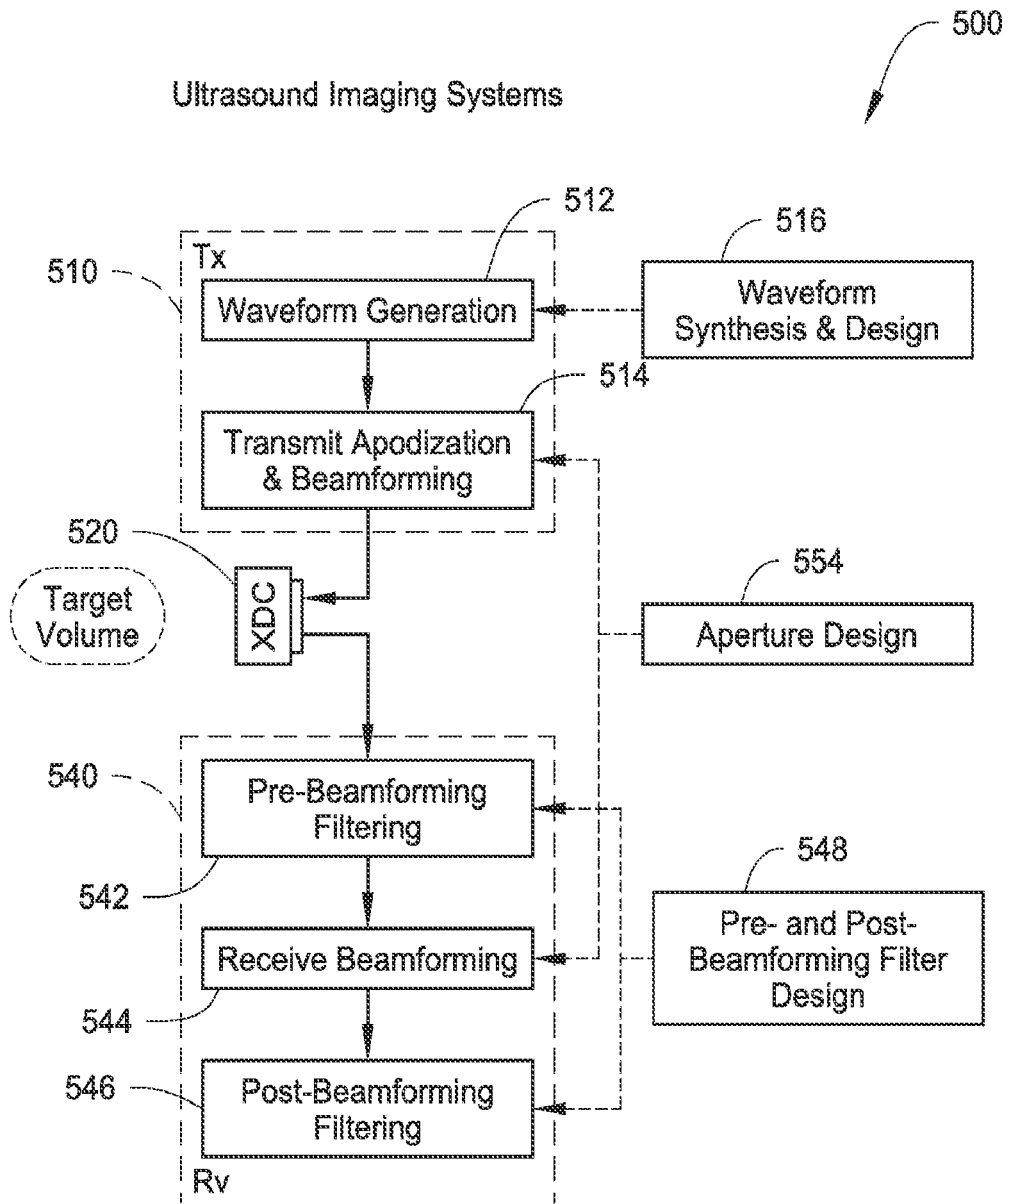 500
Ultrasound Imaging Systems
512
516
510
Tx
Waveform Generation
Waveform
Synthesis & Design
514
Transmit Apodization
& Beamforming
520
XDC
Target
Volume
554
Aperture Design
540
Pre-Beamforming
Filtering
542
548
Pre- and Post-
Beamforming Filter
Design
Receive Beamforming
544
546
Post-Beamforming
Filtering
Rv